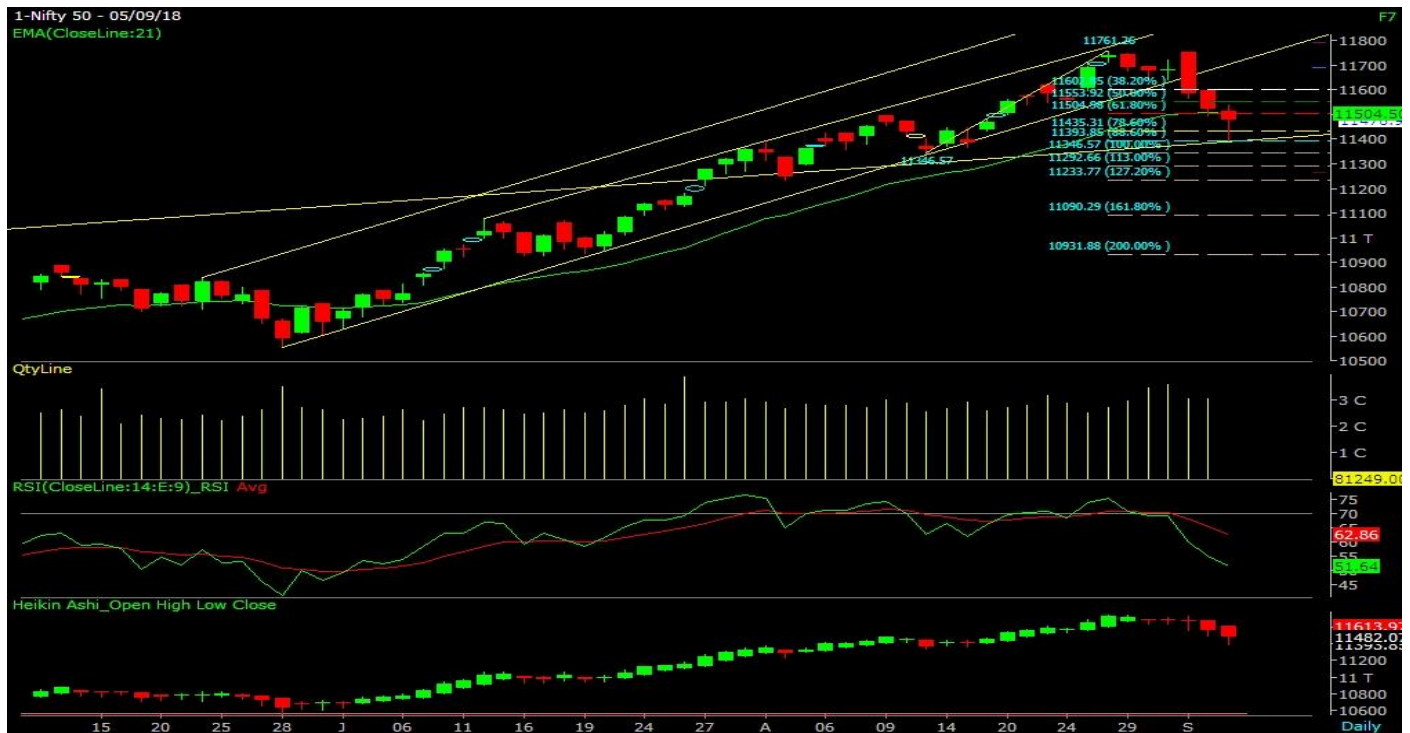 1-Nifty 50 - 05/09/18
F7
EMA(CloseLine:21)
11800
11700
11600
11504.50
11400
11300
11200
11100
11 T
10900
10800
10700
10600
10500
11761.26
(38.20% )
11553.92 (50.00% )
11504.98 (61.80% )
11435.31 (78.60% )
11393.85 (88.60% )
11346.57 (100.00% )
11292.66 (113.00% )
11233.77 (127.20% )
11090.29 (161.80% )
10931.88 (200.00% )
11346.57
QtyLine
3 C
2 C
1 C
81249.00
RSI(CloseLine:14:E:9)_RSI Avg
75
70
65
62.86
60
55
51.64
45
Heikin Ashi_Open High Low Close
11613.97
11482.07
11393.83
11200
11 T
10800
10600
15 20 25 28 J 06 11 16 19 24 27 A 06 09 14 20 24 29 S
Daily